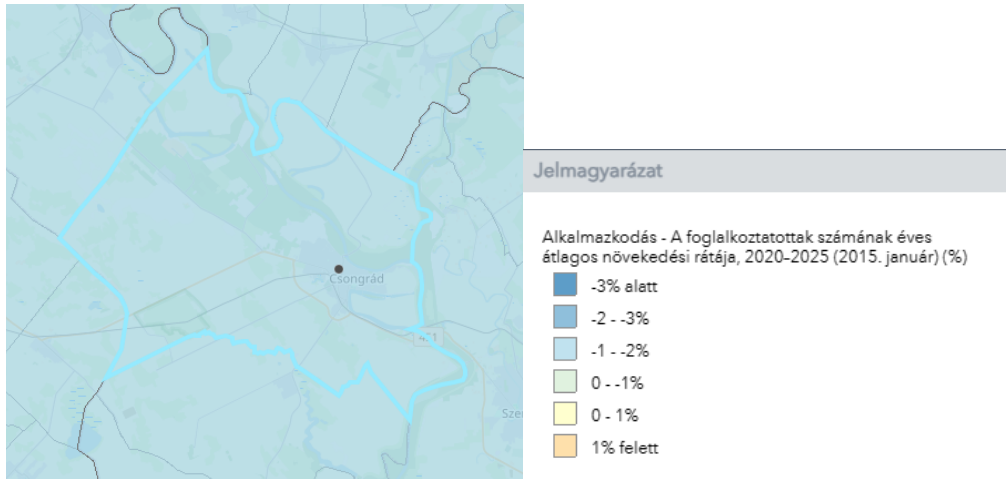 Csongrád
Sze
Jelmagyarázat
Alkalmazkodás - A foglalkoztatottak számának éves
átlagos növekedési rátája, 2020-2025 (2015. január) (%)
-3% alatt
-2 - -3%
-1 - -2%
0 - -1%
0 - 1%
1% felett